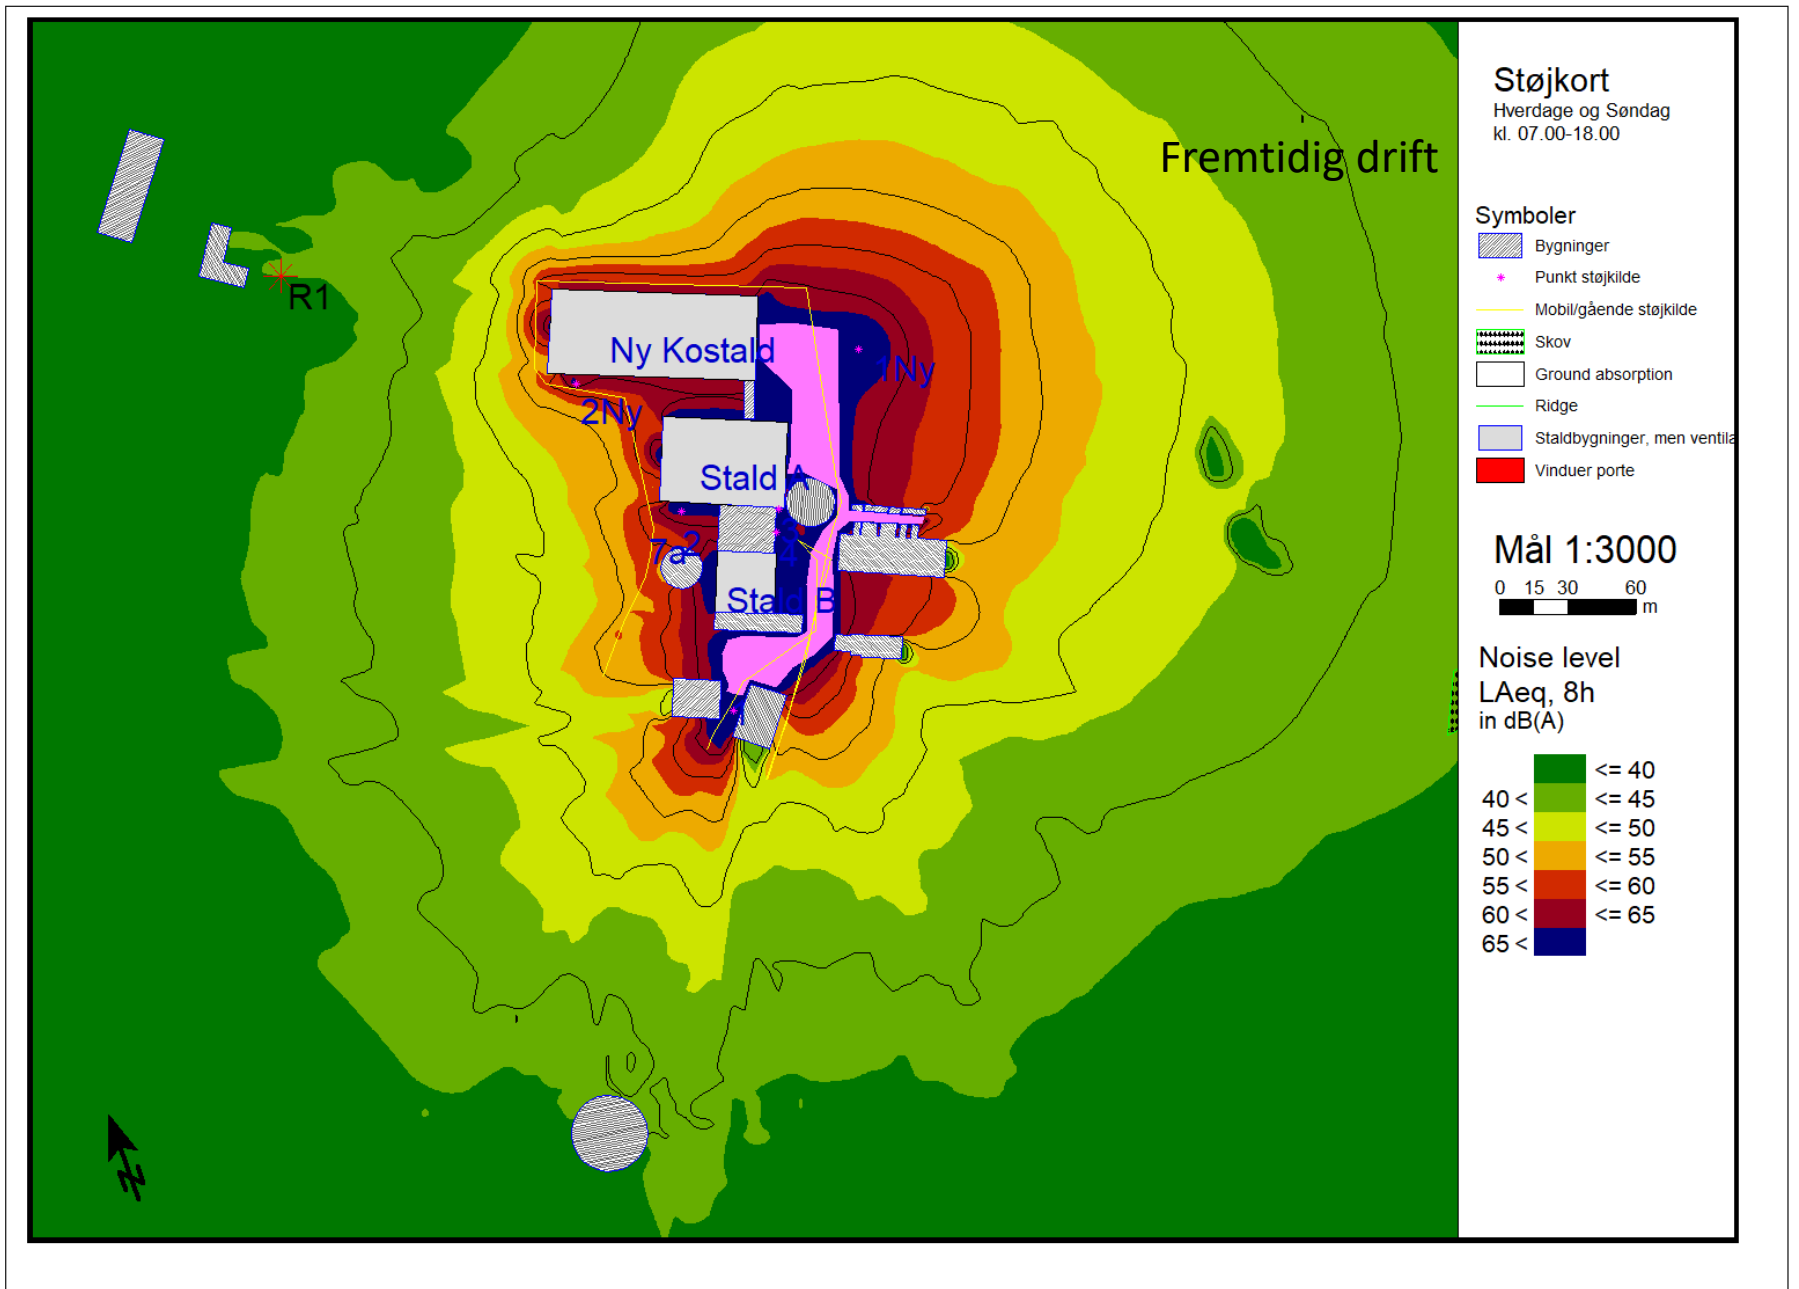 Støjkort
Hverdage og Søndag
kl. 07.00-18.00
Fremtidig drift
Symboler
Bygninger
Punkt støjkilde
Mobil/gående støjkilde
Skov
Ground absorption
Ridge
Staldbygninger, men ventila
Vinduer porte
Mål 1:3000
0 15 30 60
m
Noise level
LAeq, 8h
in dB(A)
<= 40
40 < <= 45
45 < <= 50
50 < <= 55
55 < <= 60
60 < <= 65
65 <
R1
Ny Kostald
1Ny
2Ny
Stald A
3
7a 2
4
Stald B
N